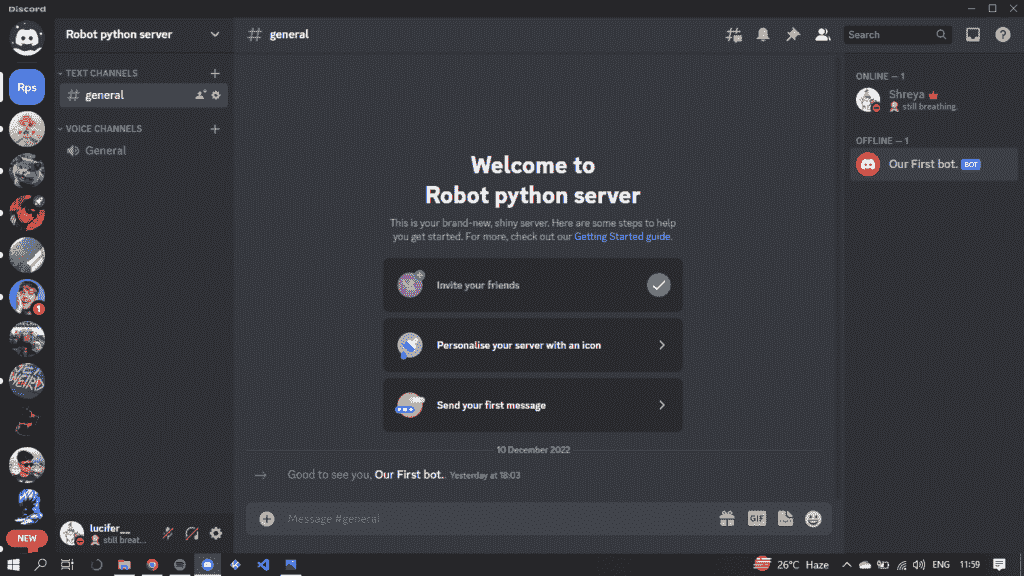 Discord
Robot python server
general
Search
Rps
TEXT CHANNELS
general
VOICE CHANNELS
General
Welcome to
Robot python server
This is your brand-new, shiny server. Here are some steps to help
you get started. For more, check out our Getting Started guide.
Invite your friends
Personalise your server with an icon
Send your first message
10 December 2022
Good to see you, Our First bot.. Yesterday at 18:03
Message #general
GIF
ONLINE — 1
Shreya
still breathing.
OFFLINE — 1
Our First bot. BOT
1
NEW
lucifer__
still breat...
26°C Haze
ENG
11:59